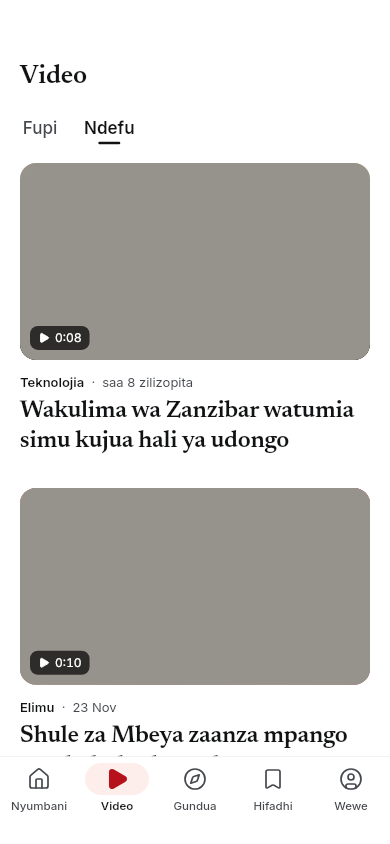 Video
Fupi
Ndefu
0:08
Teknolojia · saa 8 zilizopita
Wakulima wa Zanzibar watumia
simu kujua hali ya udongo
0:10
Elimu · 23 Nov
Shule za Mbeya zaanza mpango
Nyumbani
Video
Gundua
Hifadhi
Wewe